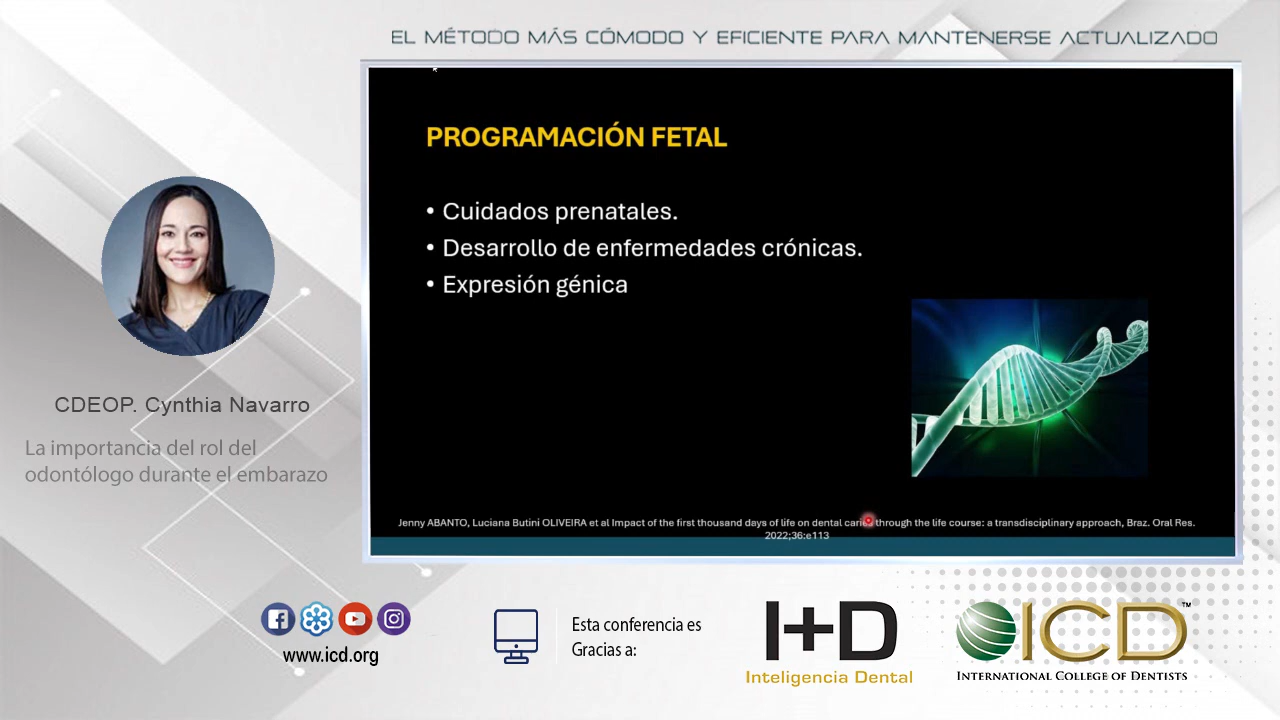 EL MÉTODO MÁS CÓMODO Y EFICIENTE PARA MANTENERSE ACTUALIZADO
PROGRAMACIÓN FETAL
• Cuidados prenatales.
• Desarrollo de enfermedades crónicas.
• Expresión génica
Jenny ABANTO, Luciana Butini OLIVEIRA et al Impact of the first thousand days of life on dental caries through the life course: a transdisciplinary approach, Braz. Oral Res.
2022;36:e113
CDEOP. Cynthia Navarro
La importancia del rol del
odontólogo durante el embarazo
www.icd.org
Esta conferencia es
Gracias a:
I+D
Inteligencia Dental
ICD™
INTERNATIONAL COLLEGE OF DENTISTS